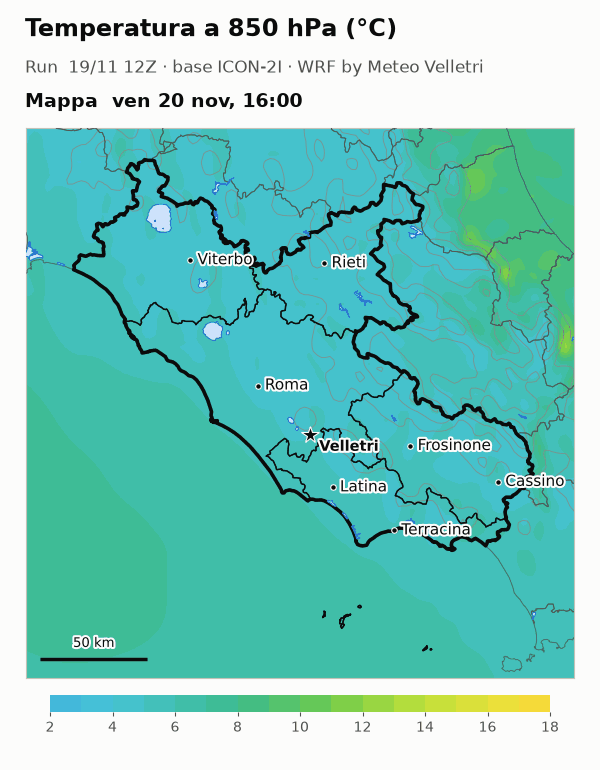 Temperatura a 850 hPa (°C)
Run  19/11 12Z · base ICON-2I · WRF by Meteo Velletri
Mappa  ven 20 nov, 16:00
Viterbo
Rieti
Roma
Velletri
Frosinone
Latina
Cassino
Terracina
50 km
2 4 6 8 10 12 14 16 18